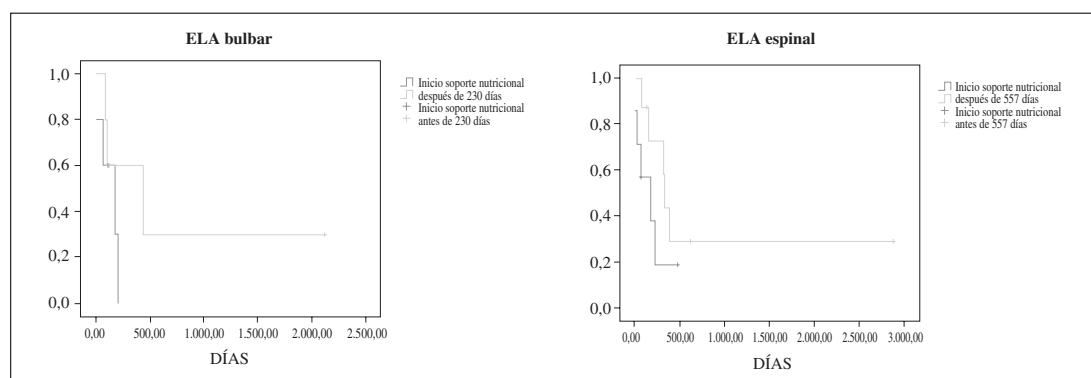 ELA bulbar
1,0
0,8
0,6
0,4
0,2
0,0
0,00 500,00 1.000,00 1.500,00 2.000,00 2.500,00
DÍAS
Inicio soporte nutricional
después de 230 días
Inicio soporte nutricional
antes de 230 días
ELA espinal
1,0
0,8
0,6
0,4
0,2
0,0
0,00 500,00 1.000,00 1.500,00 2.000,00 2.500,00 3.000,00
DÍAS
Inicio soporte nutricional
después de 557 días
Inicio soporte nutricional
antes de 557 días